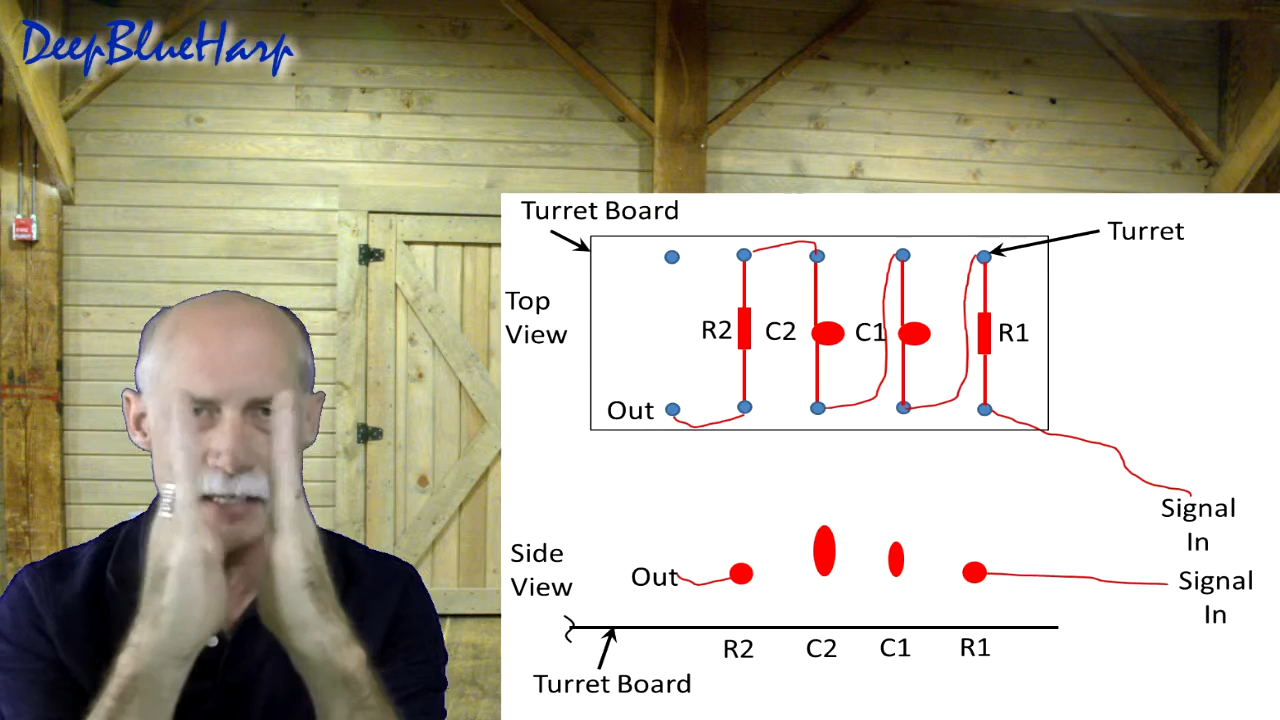 DeepBlueHarp
Turret Board
Turret
Top
View
R2
C2
C1
R1
Out
Signal
In
Side
View
Out
Signal
In
R2
C2
C1
R1
Turret Board